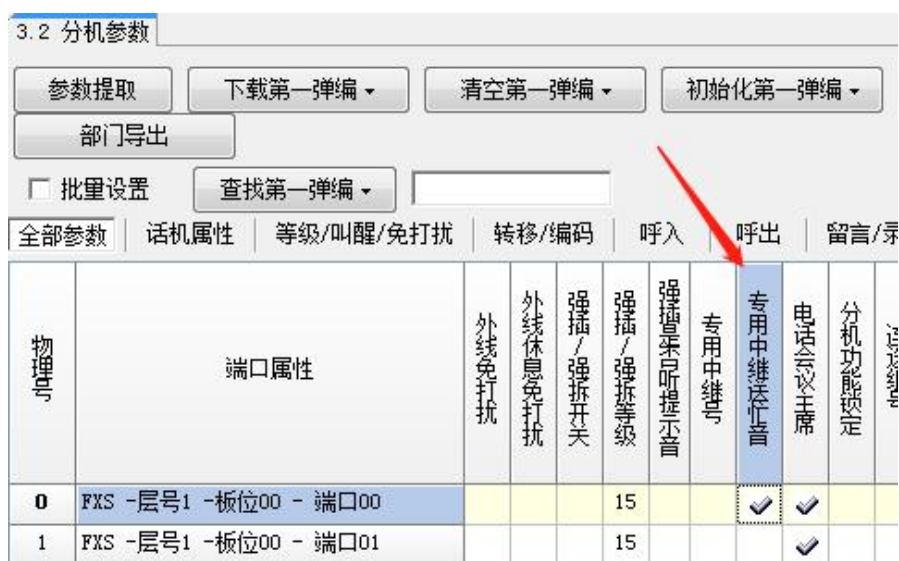 3.2 分机参数
参数提取 下载第一弹编 清空第一弹编 初始化第一弹编
部门导出
批量设置 查找第一弹编
全部参数 话机属性 等级/叫醒/免打扰 转移/编码 呼入 呼出 留言/录
物理号 端口属性 外线免打扰 外线休息免打扰 强插/强拆开关 强插/强拆等级 专用中继号 专用中继送忙音 电话会议主席 分机功能锁定
0 FXS -层号1 -板位00 - 端口00 15
1 FXS -层号1 -板位00 - 端口01 15